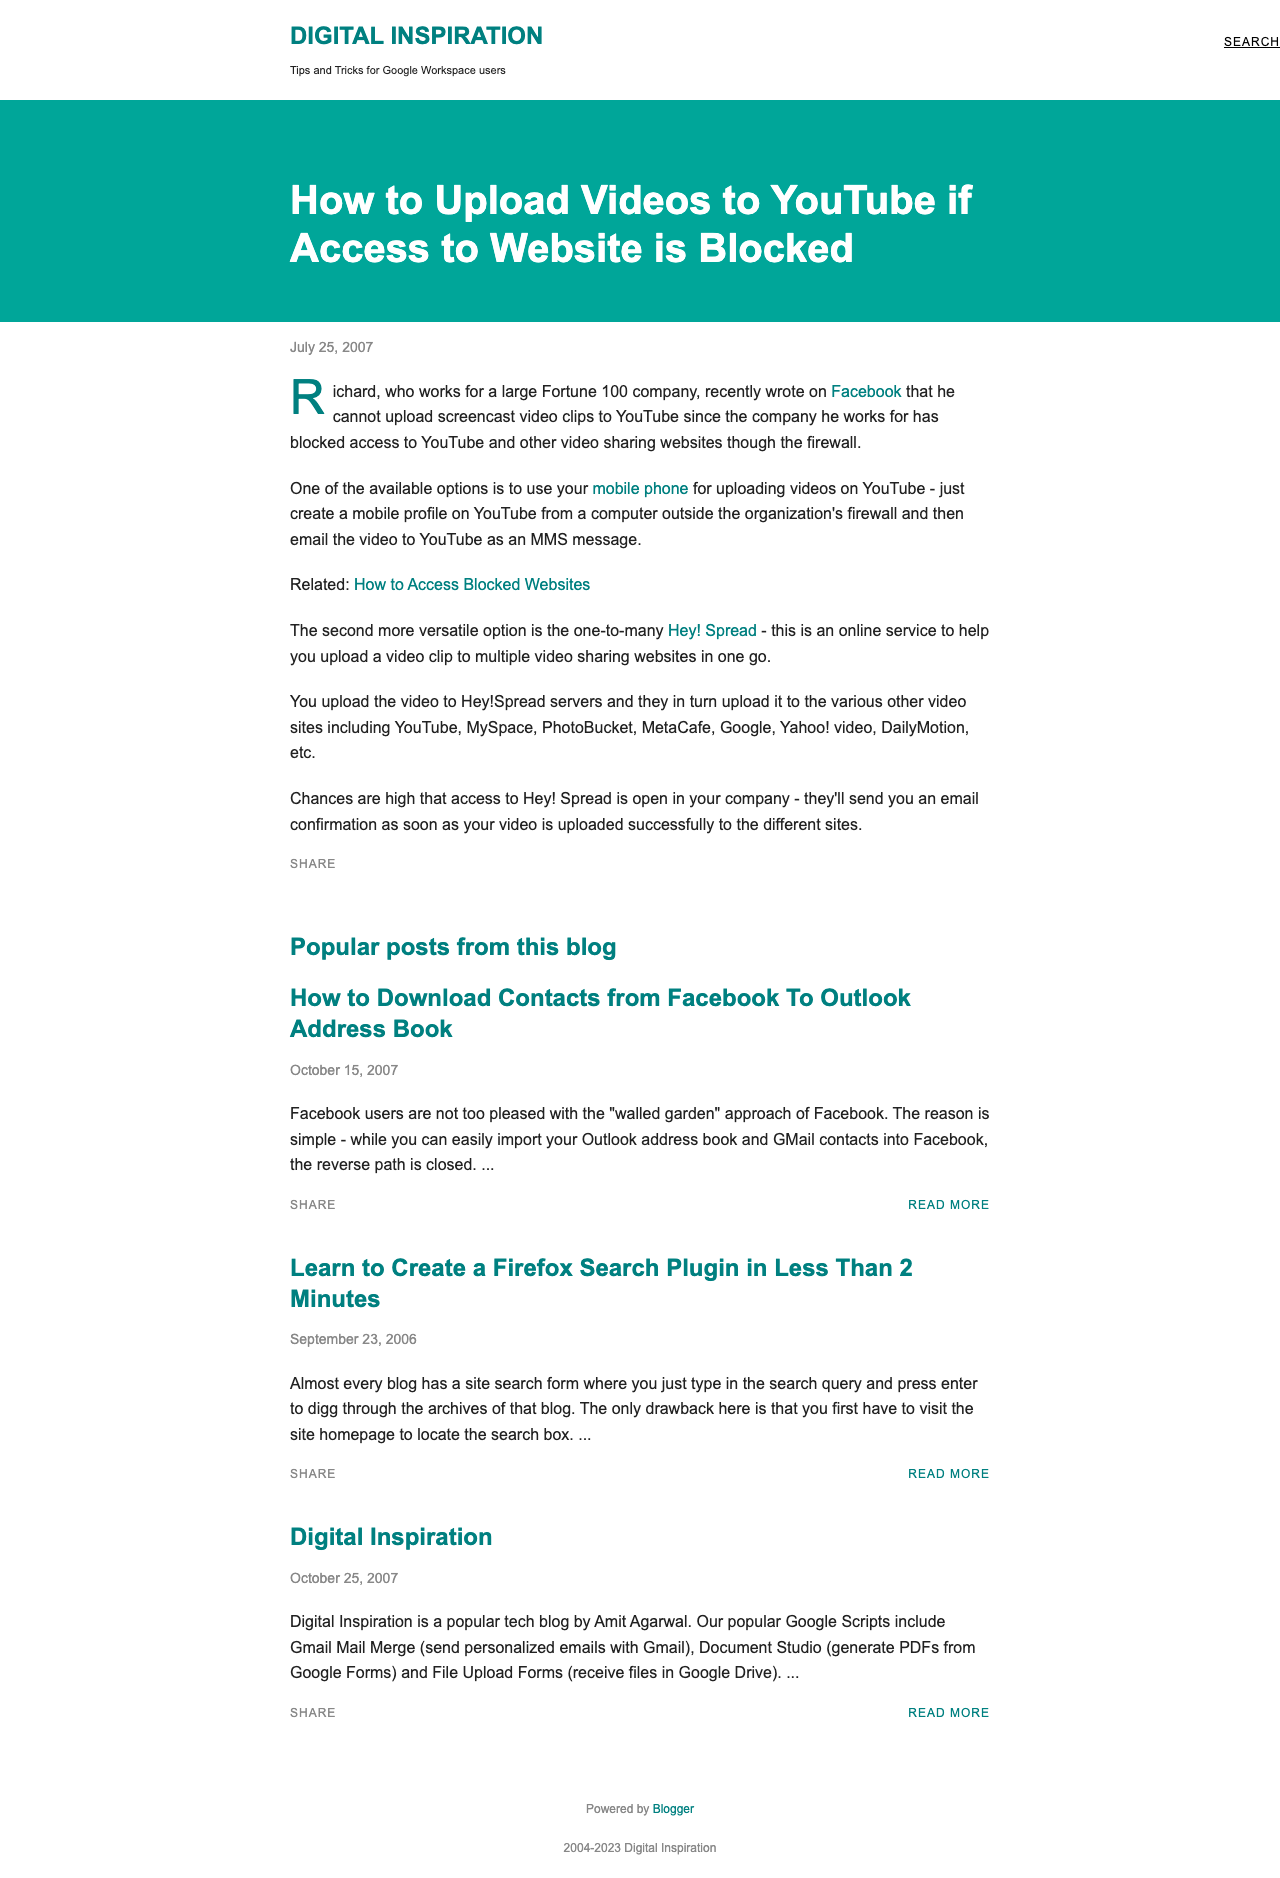 DIGITAL INSPIRATION
SEARCH
Tips and Tricks for Google Workspace users
How to Upload Videos to YouTube if
Access to Website is Blocked
July 25, 2007
Richard, who works for a large Fortune 100 company, recently wrote on Facebook that he
cannot upload screencast video clips to YouTube since the company he works for has
blocked access to YouTube and other video sharing websites though the firewall.
One of the available options is to use your mobile phone for uploading videos on YouTube - just
create a mobile profile on YouTube from a computer outside the organization's firewall and then
email the video to YouTube as an MMS message.
Related: How to Access Blocked Websites
The second more versatile option is the one-to-many Hey! Spread - this is an online service to help
you upload a video clip to multiple video sharing websites in one go.
You upload the video to Hey!Spread servers and they in turn upload it to the various other video
sites including YouTube, MySpace, PhotoBucket, MetaCafe, Google, Yahoo! video, DailyMotion,
etc.
Chances are high that access to Hey! Spread is open in your company - they'll send you an email
confirmation as soon as your video is uploaded successfully to the different sites.
SHARE
Popular posts from this blog
How to Download Contacts from Facebook To Outlook
Address Book
October 15, 2007
Facebook users are not too pleased with the "walled garden" approach of Facebook. The reason is
simple - while you can easily import your Outlook address book and GMail contacts into Facebook,
the reverse path is closed. ...
SHARE READ MORE
Learn to Create a Firefox Search Plugin in Less Than 2
Minutes
September 23, 2006
Almost every blog has a site search form where you just type in the search query and press enter
to digg through the archives of that blog. The only drawback here is that you first have to visit the
site homepage to locate the search box. ...
SHARE READ MORE
Digital Inspiration
October 25, 2007
Digital Inspiration is a popular tech blog by Amit Agarwal. Our popular Google Scripts include
Gmail Mail Merge (send personalized emails with Gmail), Document Studio (generate PDFs from
Google Forms) and File Upload Forms (receive files in Google Drive). ...
SHARE READ MORE
Powered by Blogger
2004-2023 Digital Inspiration